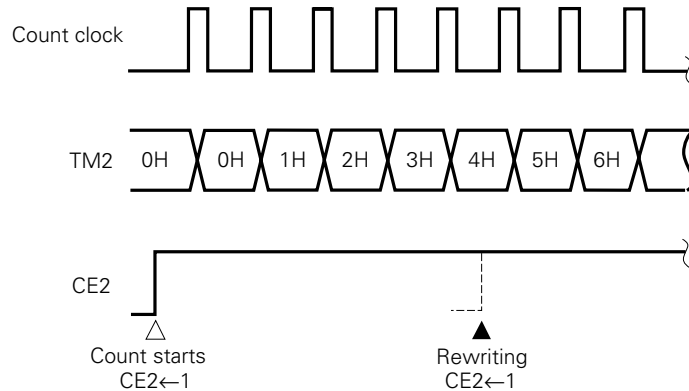 Count clock
TM2 0H 0H 1H 2H 3H 4H 5H 6H
CE2
Count starts
CE2←1
Rewriting
CE2←1